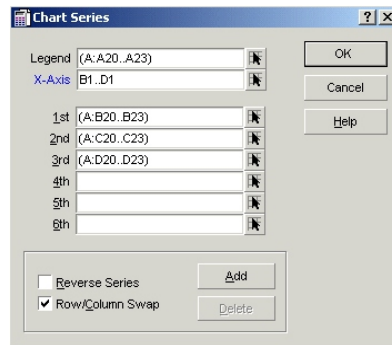 Chart Series
Legend (A:A20..A23)
X-Axis B1..D1
1st (A:B20..B23)
2nd (A:C20..C23)
3rd (A:D20..D23)
4th
5th
6th
OK
Cancel
Help
Reverse Series
Row/Column Swap
Add
Delete